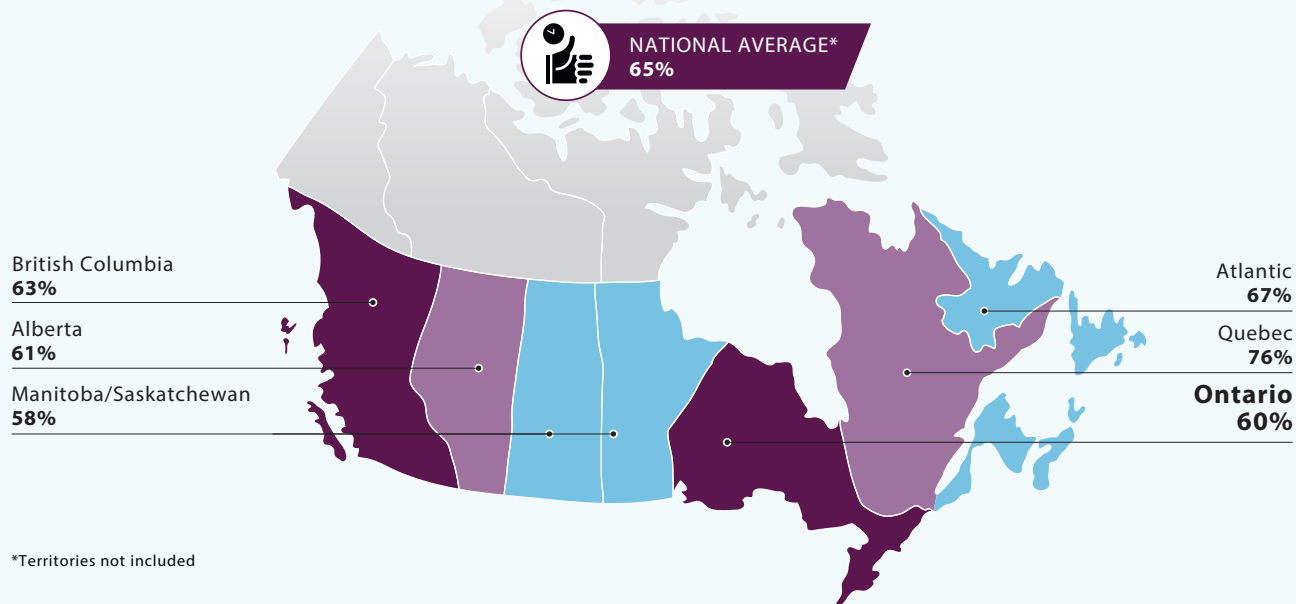 NATIONAL AVERAGE*
65%
British Columbia
63%
Alberta
61%
Manitoba/Saskatchewan
58%
Atlantic
67%
Quebec
76%
Ontario
60%
*Territories not included